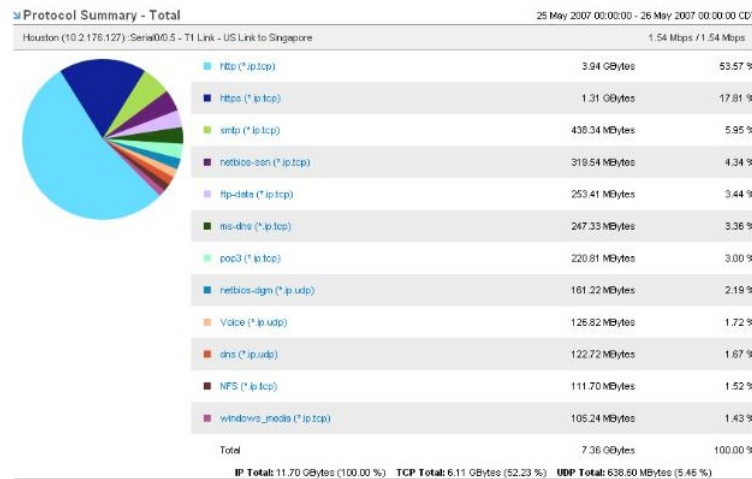 Protocol Summary - Total 25 May 2007 00:00:00 - 26 May 2007 00:00:00 CD
Houston (10.2.176.127)::Serial0/0.5 - T1 Link - US Link to Singapore 1.54 Mbps / 1.54 Mbps
http (*.ip.tcp) 3.94 GBytes 53.57 %
https (*.ip.tcp) 1.31 GBytes 17.81 %
smtp (*.ip.tcp) 438.34 MBytes 5.95 %
netbios-ssn (*.ip.tcp) 319.54 MBytes 4.34 %
ftp-data (*.ip.tcp) 253.41 MBytes 3.44 %
ms-dns (*.ip.tcp) 247.33 MBytes 3.36 %
pop3 (*.ip.tcp) 220.81 MBytes 3.00 %
netbios-dgm (*.ip.udp) 161.22 MBytes 2.19 %
Voice (*.ip.udp) 126.82 MBytes 1.72 %
dns (*.ip.udp) 122.72 MBytes 1.67 %
NFS (*.ip.tcp) 111.70 MBytes 1.52 %
windows_media (*.ip.tcp) 105.24 MBytes 1.43 %
Total 7.36 GBytes 100.00 %
IP Total: 11.70 GBytes (100.00 %) TCP Total: 6.11 GBytes (52.23 %) UDP Total: 638.60 MBytes (5.46 %)